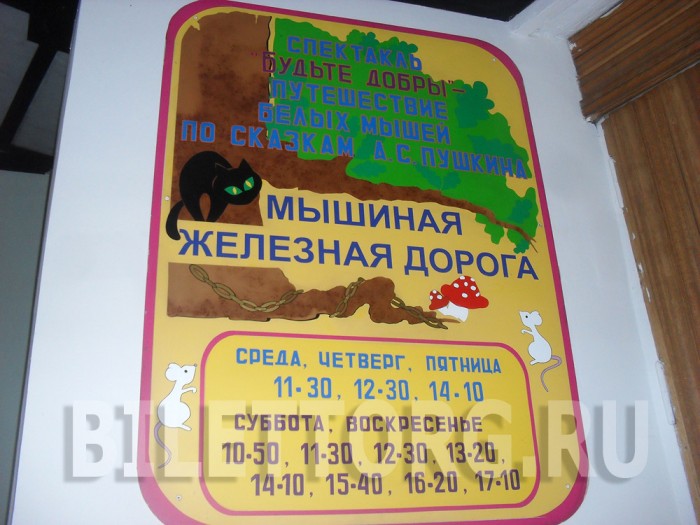 СПЕКТАКЛЬ
"БУДЬТЕ ДОБРЫ"-
ПУТЕШЕСТВИЕ
БЕЛЫХ МЫШЕЙ
ПО СКАЗКАМ А.С. ПУШКИНА
МЫШИНАЯ
ЖЕЛЕЗНАЯ ДОРОГА
СРЕДА, ЧЕТВЕРГ, ПЯТНИЦА
11-30, 12-30, 14-10
СУББОТА, ВОСКРЕСЕНЬЕ
10-50, 11-30, 12-30, 13-20,
14-10, 15-40, 16-20, 17-10
BILETTORG.RU